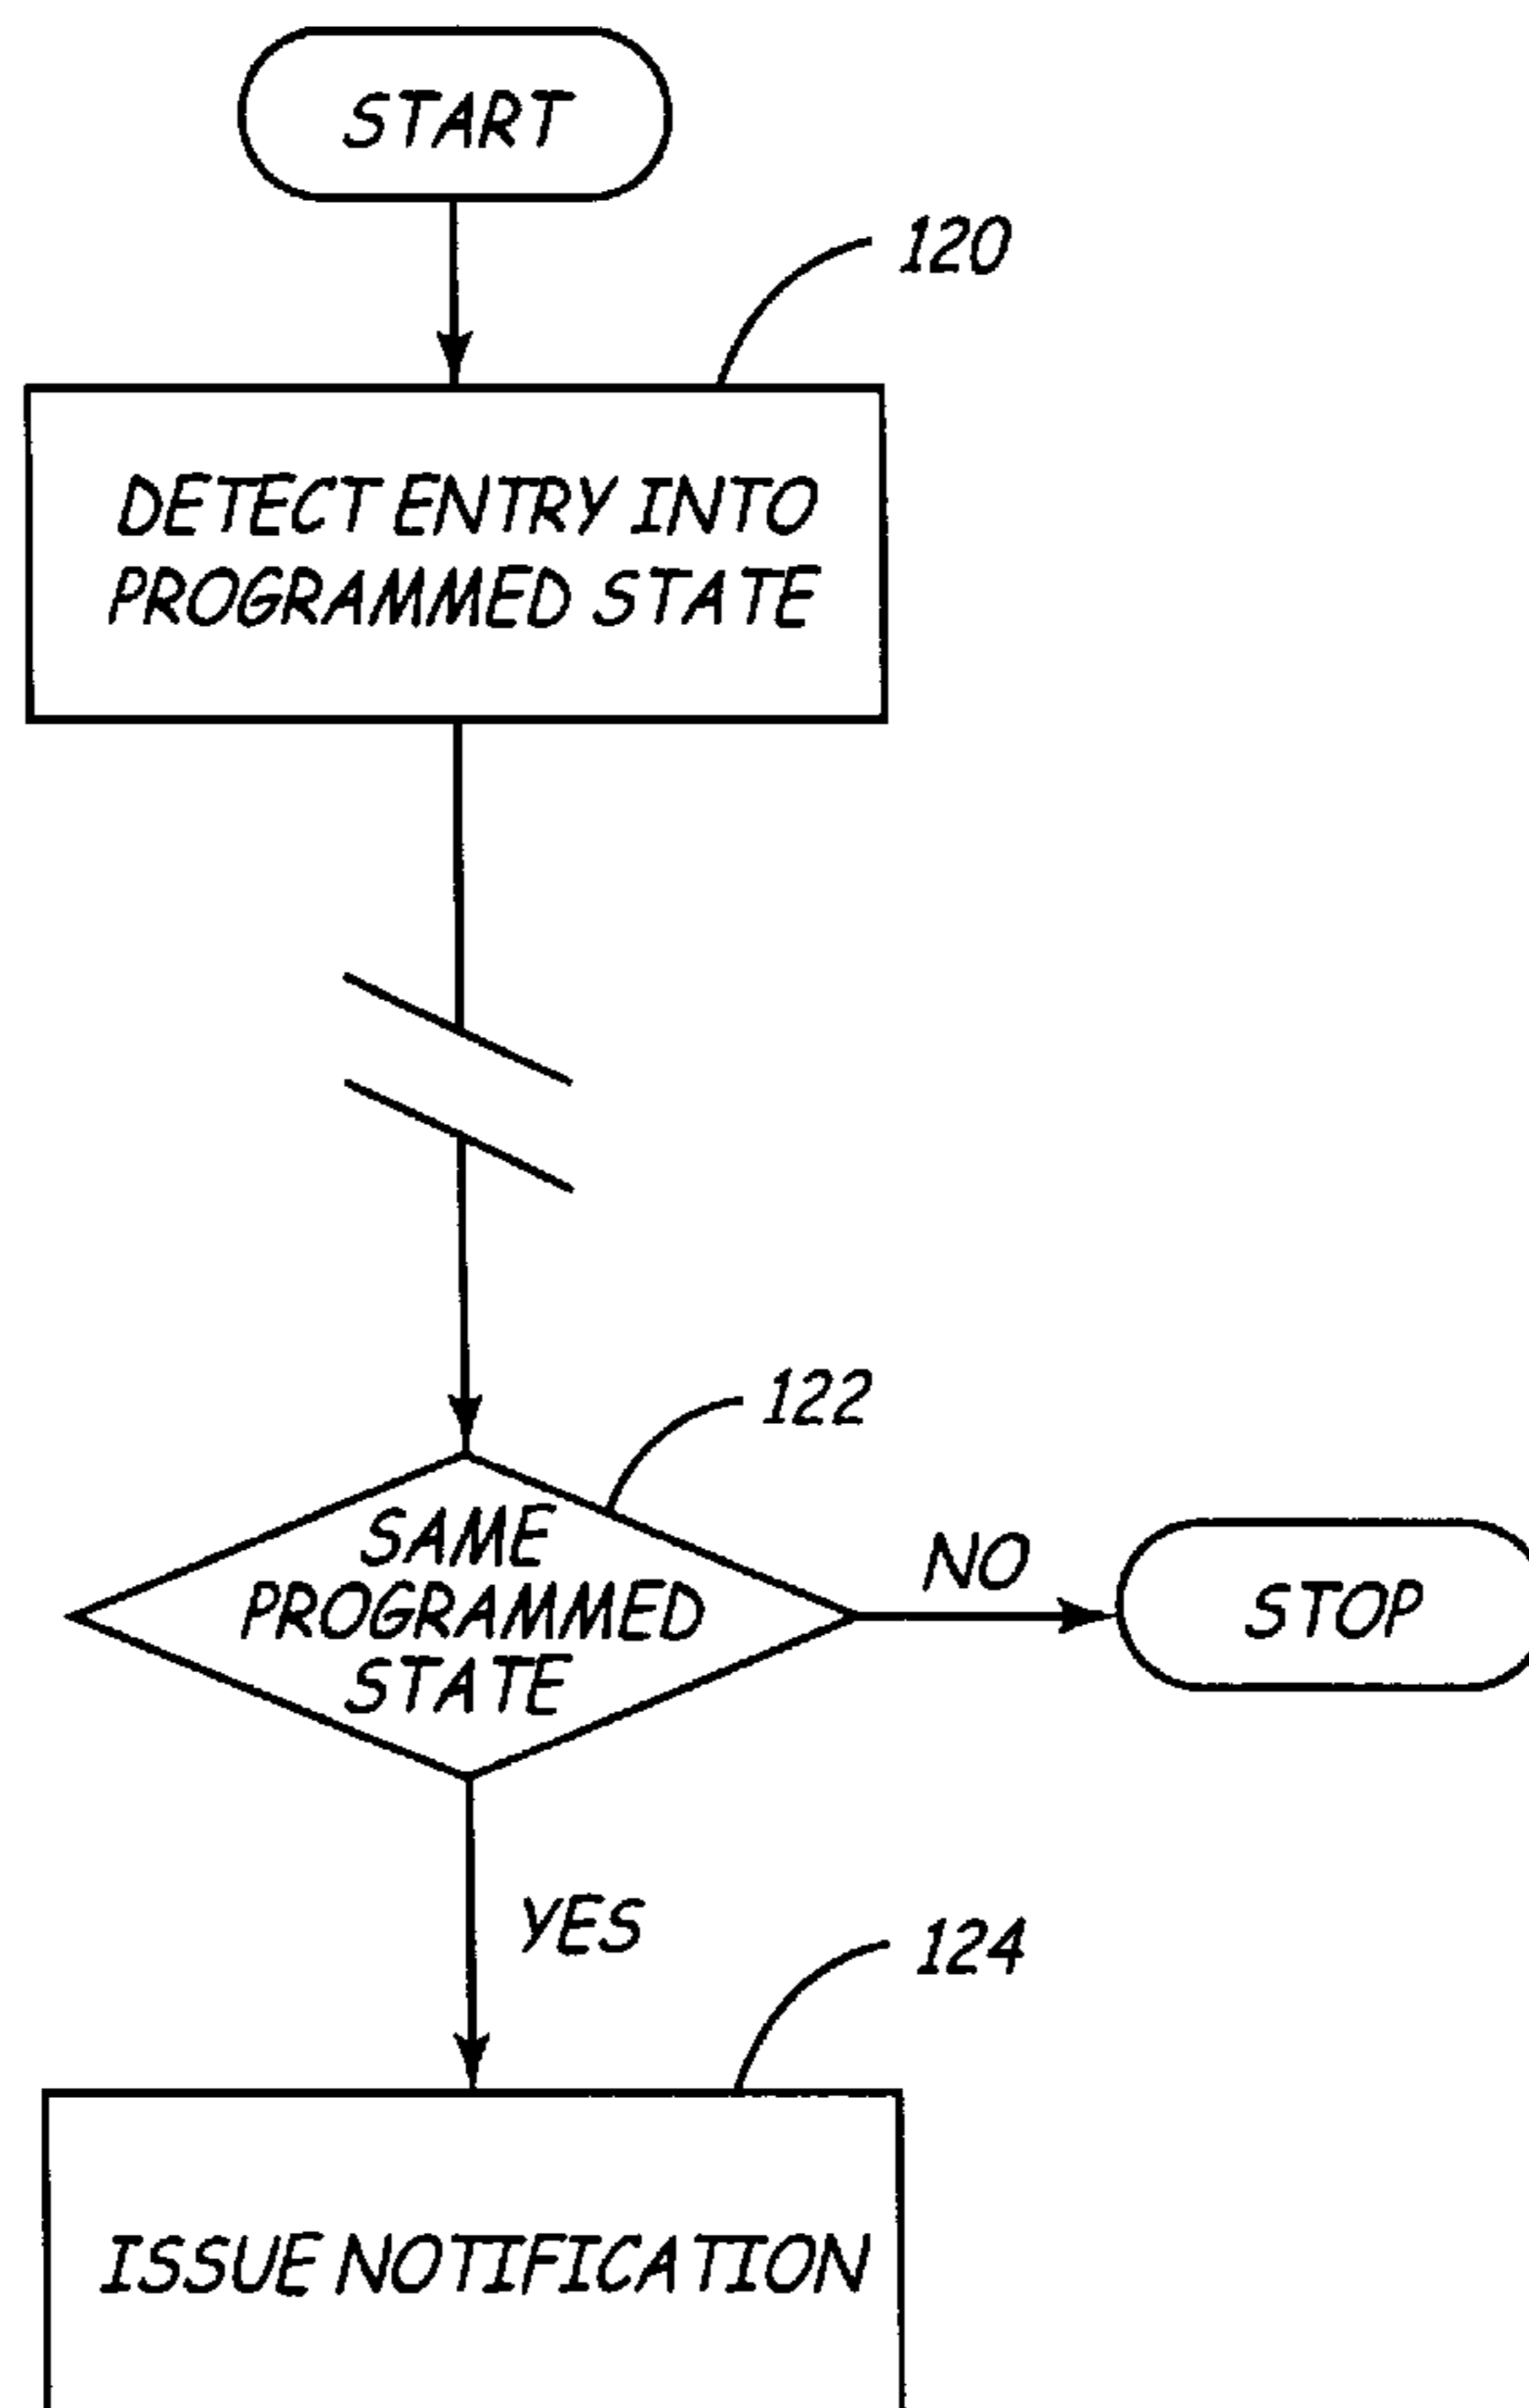 START
120
DETECT ENTRY INTO
PROGRAMMED STATE
122
SAME
PROGRAMMED
STATE
NO
STOP
YES
124
ISSUE NOTIFICATION